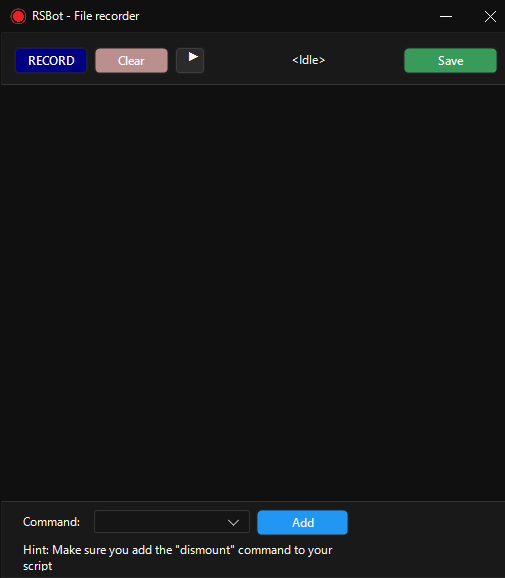 RSBot - File recorder
RECORD
Clear
<Idle>
Save
Command:
Add
Hint: Make sure you add the "dismount" command to your
script